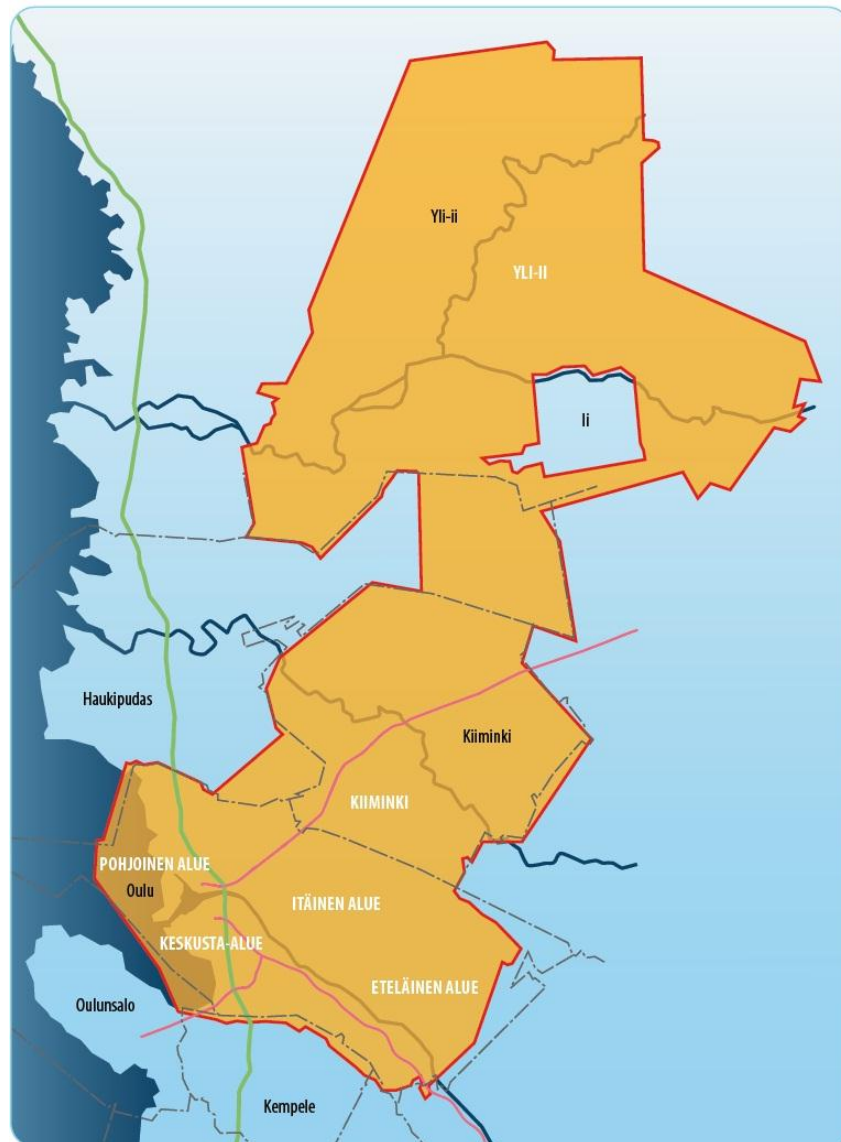 Yli-ii
YLI-II
Ii
Haukipudas
Kiiminki
KIIMINKI
POHJOINEN ALUE
Oulu
ITÄINEN ALUE
KESKUSTA-ALUE
ETELÄINEN ALUE
Oulunsalo
Kempele